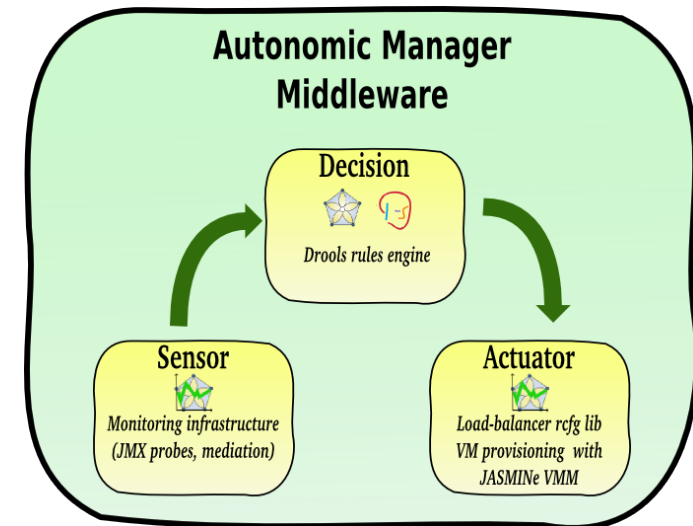 Autonomic Manager
Middleware
Decision
Drools rules engine
Sensor
Monitoring infrastructure
(JMX probes, mediation)
Actuator
Load-balancer rcfg lib
VM provisioning with
JASMINe VMM